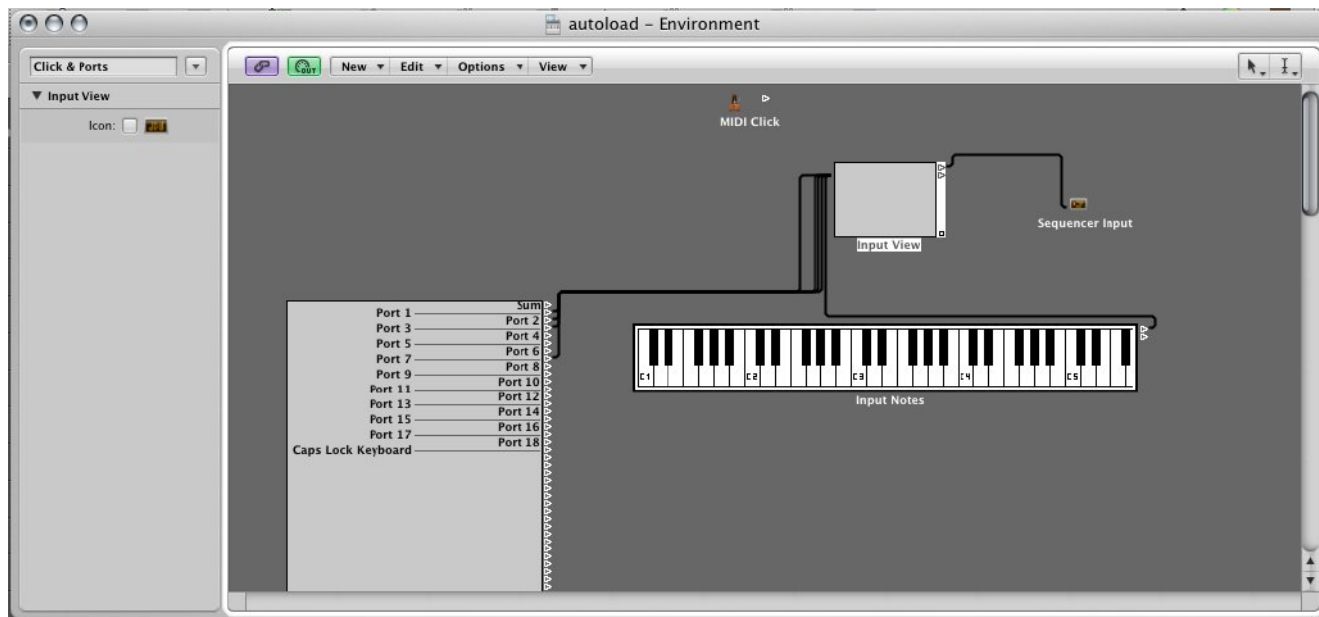 autoload – Environment
Click & Ports
New Edit Options View
Input View
Icon:
MIDI Click
Sequencer Input
Input View
Sum
Port 1
Port 2
Port 3
Port 4
Port 5
Port 6
Port 7
Port 8
Port 9
Port 10
Port 11
Port 12
Port 13
Port 14
Port 15
Port 16
Port 17
Port 18
Caps Lock Keyboard
C1 C2 C3 C4 C5
Input Notes